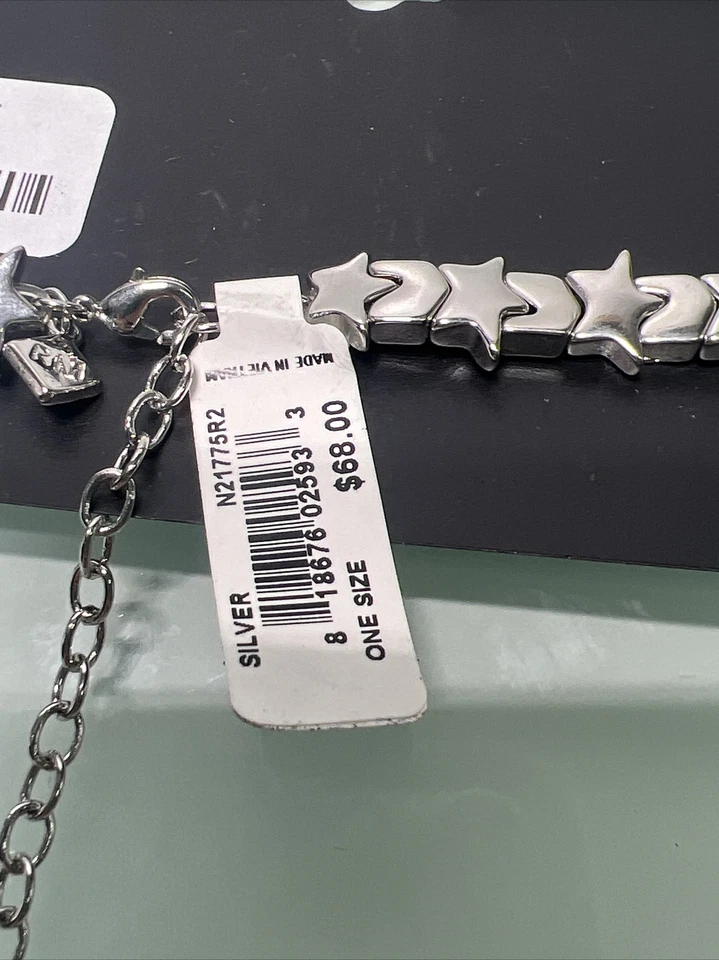 MADE IN VIETNAM
N21775R2
SILVER
8 18676 02593 3
$68.00
ONE SIZE